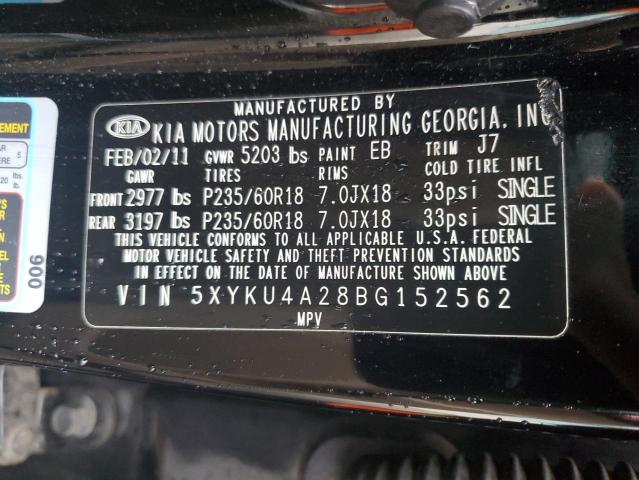 MANUFACTURED BY
KIA KIA MOTORS MANUFACTURING GEORGIA, INC
FEB/02/11 GVWR 5203 lbs PAINT EB TRIM J7
GAWR TIRES RIMS COLD TIRE INFL
FRONT 2977 lbs P235/60R18 7.0JX18 33psi SINGLE
REAR 3197 lbs P235/60R18 7.0JX18 33psi SINGLE
THIS VEHICLE CONFORMS TO ALL APPLICABLE U.S.A. FEDERAL
MOTOR VEHICLE SAFETY AND THEFT PREVENTION STANDARDS
IN EFFECT ON THE DATE OF MANUFACTURE SHOWN ABOVE
VIN 5XYKU4A28BG152562
MPV
006